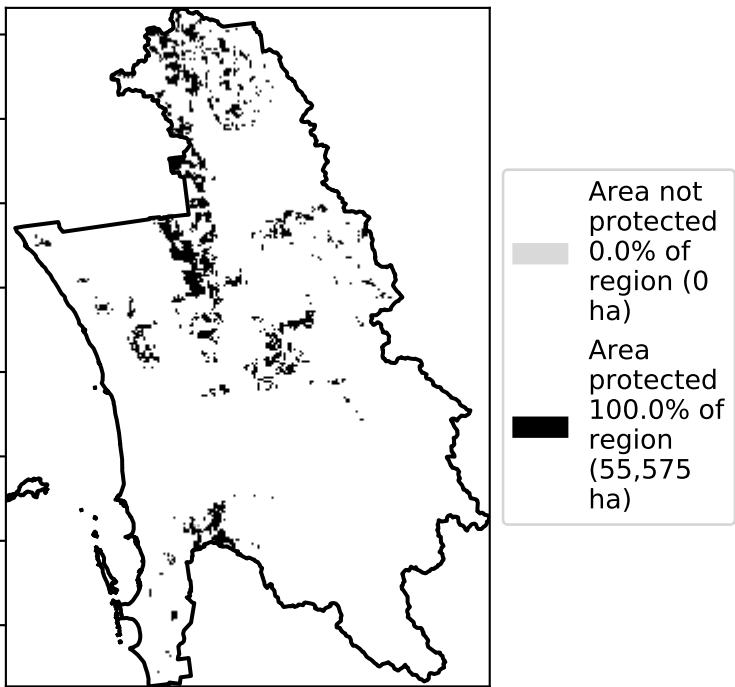 Area not
protected
0.0% of
region (0
ha)
Area
protected
100.0% of
region
(55,575
ha)